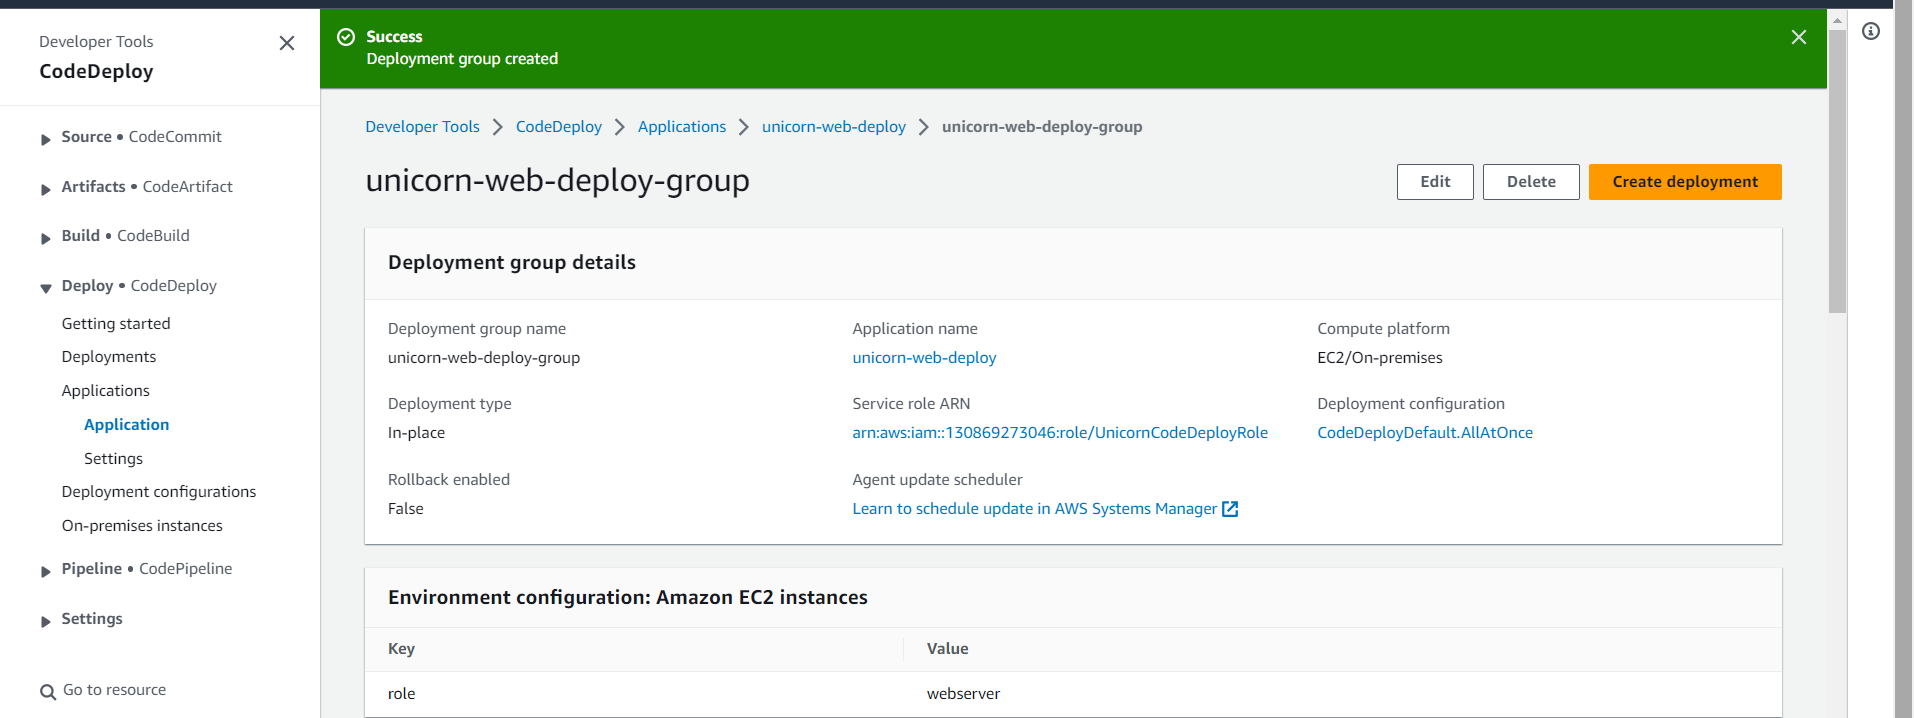 Developer Tools
CodeDeploy
Source • CodeCommit
Artifacts • CodeArtifact
Build • CodeBuild
Deploy • CodeDeploy
Getting started
Deployments
Applications
Application
Settings
Deployment configurations
On-premises instances
Pipeline • CodePipeline
Settings
Go to resource
Success
Deployment group created
Developer Tools > CodeDeploy > Applications > unicorn-web-deploy > unicorn-web-deploy-group
unicorn-web-deploy-group
Edit Delete Create deployment
Deployment group details
Deployment group name Application name Compute platform
unicorn-web-deploy-group unicorn-web-deploy EC2/On-premises
Deployment type Service role ARN Deployment configuration
In-place arn:aws:iam::130869273046:role/UnicornCodeDeployRole CodeDeployDefault.AllAtOnce
Rollback enabled Agent update scheduler
False Learn to schedule update in AWS Systems Manager
Environment configuration: Amazon EC2 instances
Key Value
role webserver